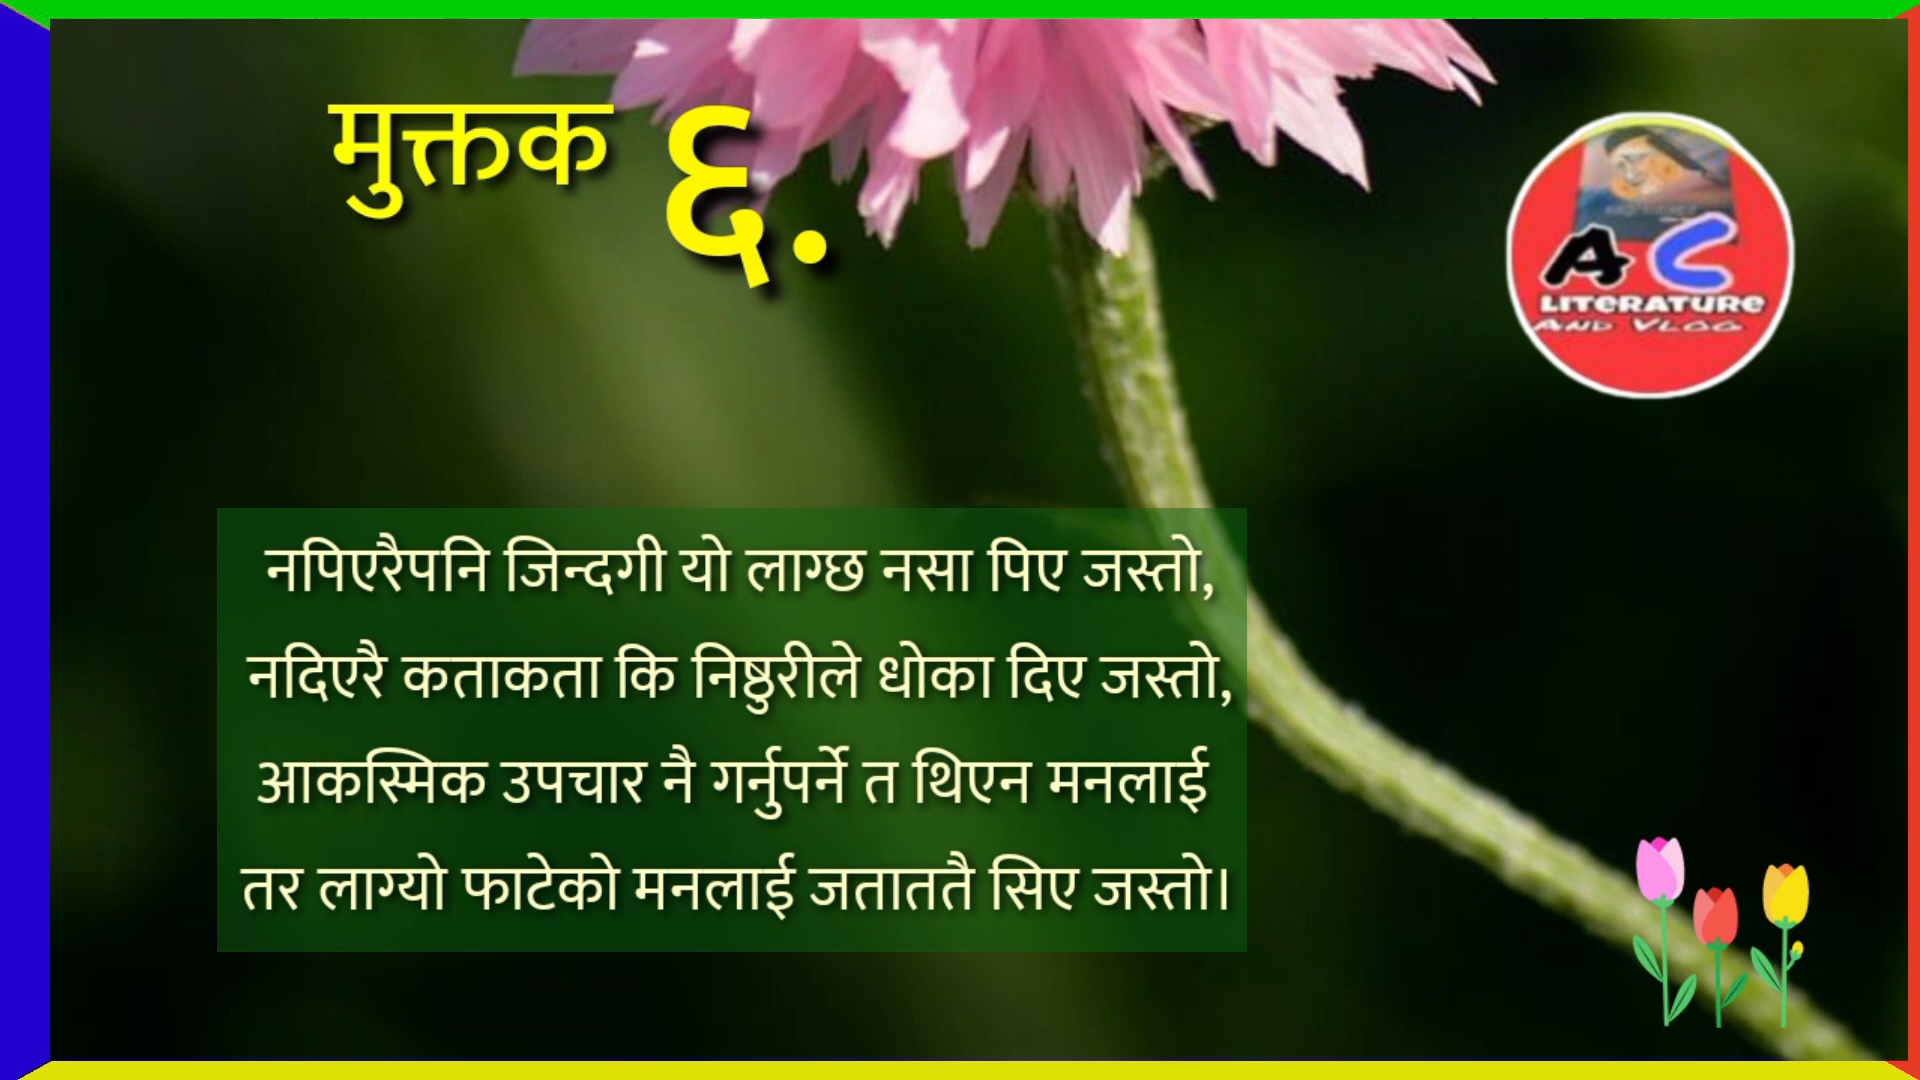 मुक्तक ६.
A C
LITERATURE
AND VLOG
नपिएरैपनि जिन्दगी यो लाग्छ नसा पिए जस्तो,
नदिएरै कताकता कि निष्ठुरीले धोका दिए जस्तो,
आकस्मिक उपचार नै गर्नुपर्ने त थिएन मनलाई
तर लाग्यो फाटेको मनलाई जताततै सिए जस्तो।